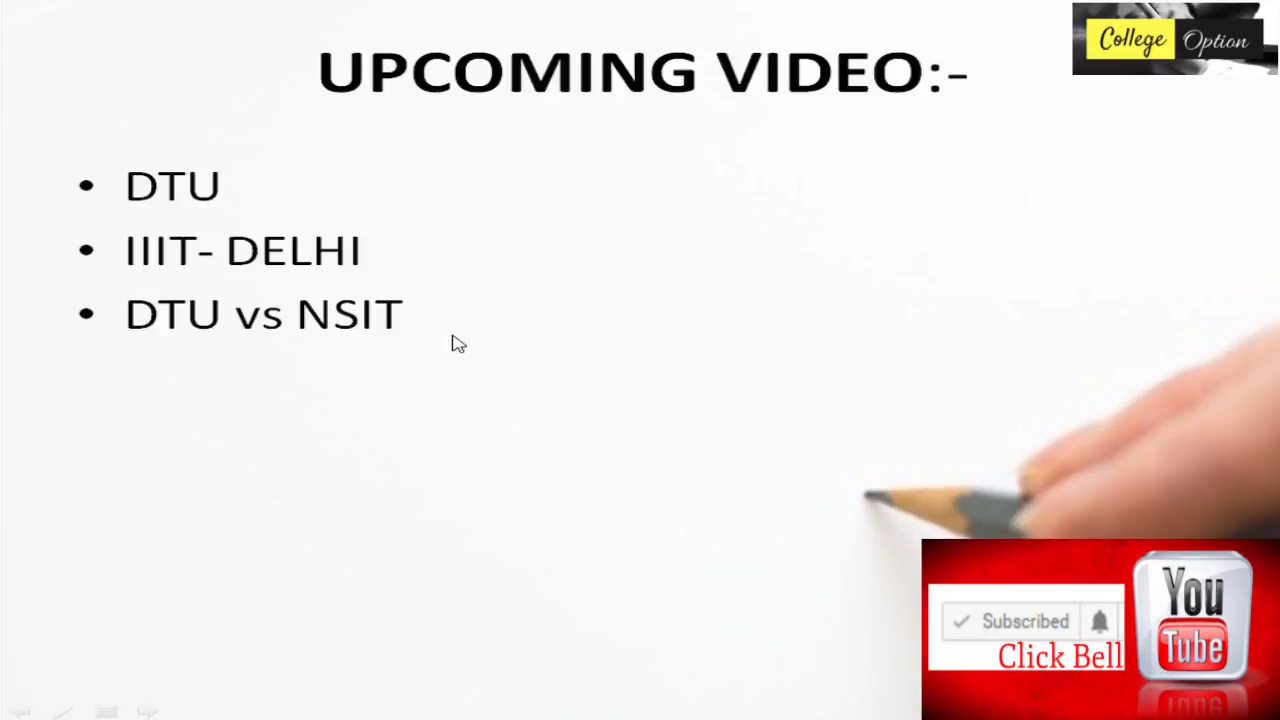 College Option
UPCOMING VIDEO:-
• DTU
• IIIT- DELHI
• DTU vs NSIT
Subscribed
Click Bell
You
Tube